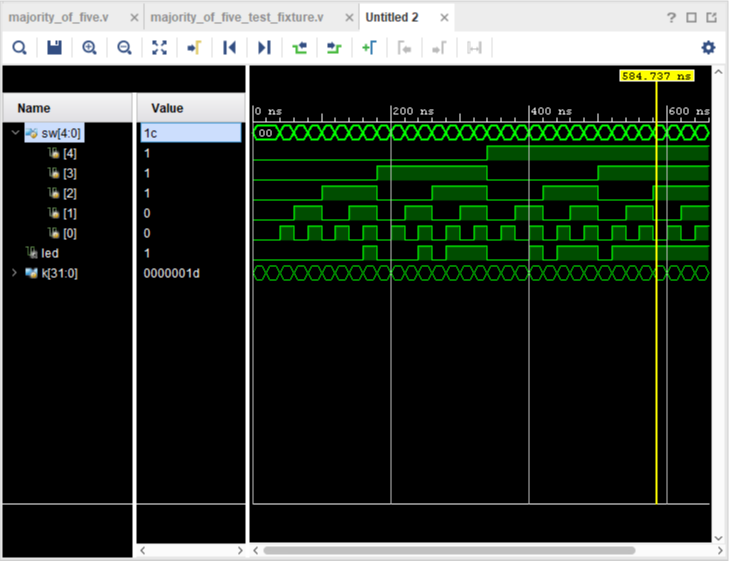 majority_of_five.v × majority_of_five_test_fixture.v × Untitled 2 ×
584.737 ns
Name Value
0 ns 200 ns 400 ns 600 ns
sw[4:0] 1c 00
[4] 1
[3] 1
[2] 1
[1] 0
[0] 0
led 1
k[31:0] 0000001d